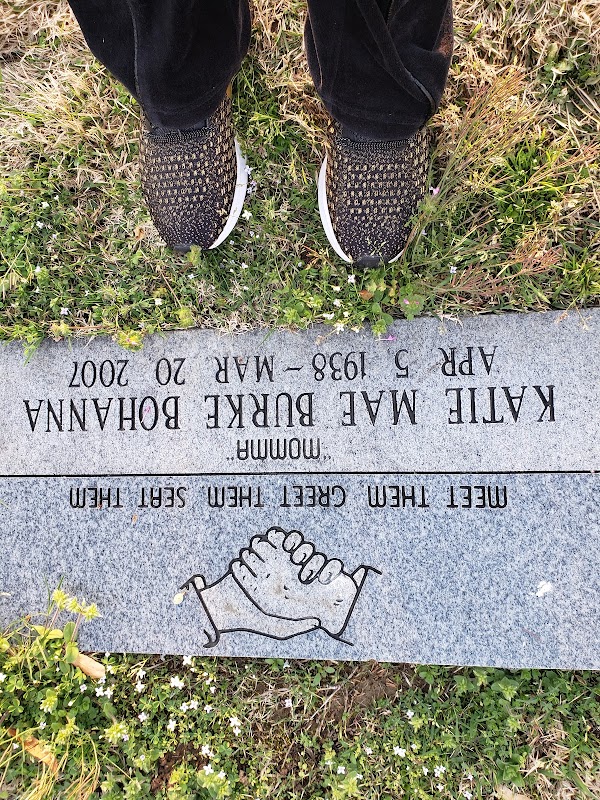 MEET THEM GREET THEM SEAT THEM
"MOMMA"
KATIE MAE BURKE BOHANNA
APR 5, 1938 - MAR 20 2007